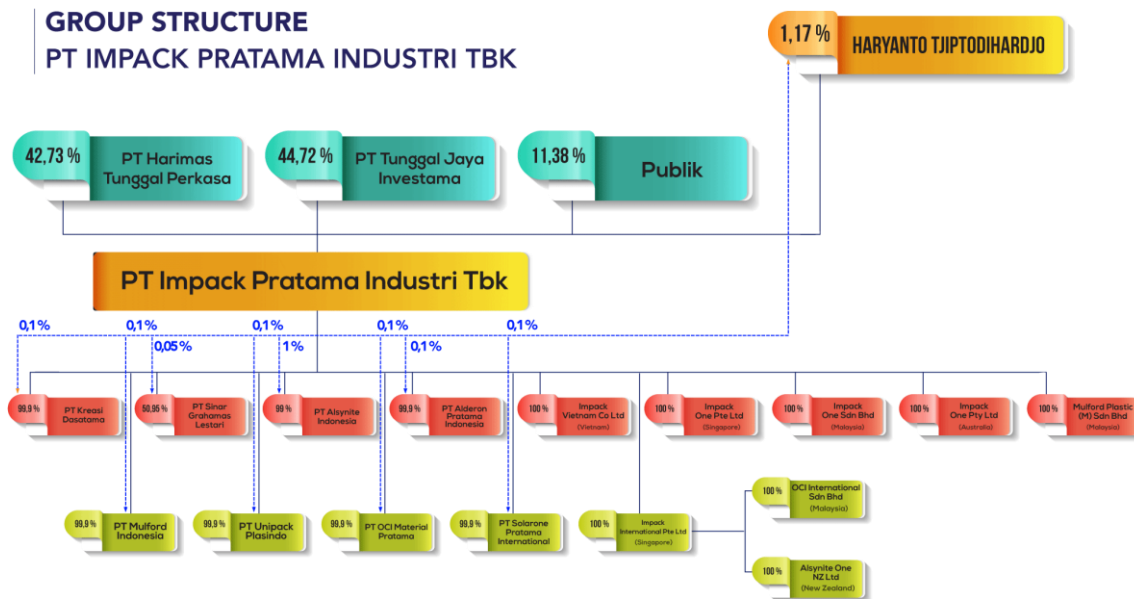 GROUP STRUCTURE
PT IMPACK PRATAMA INDUSTRI TBK
1,17 %
HARYANTO TJIPTODIHARDJO
42,73 %
PT Harimas
Tunggal Perkasa
44,72 %
PT Tunggal Jaya
Investama
11,38 %
Publik
PT Impack Pratama Industri Tbk
0,1 %
0,1 %
0,1 %
0,1 %
0,1 %
0,05 %
1 %
0,1 %
99,9 %
PT Kreasi
Dasatama
50,95 %
PT Sinar
Grahamas
Lestari
99 %
PT Alsynite
Indonesia
99,9 %
PT Alderon
Pratama
Indonesia
100 %
Impack
Vietnam Co Ltd
(Vietnam)
100 %
Impack
One Pte Ltd
(Singapore)
100 %
Impack
One Sdn Bhd
(Malaysia)
100 %
Impack
One Pty Ltd
(Australia)
100 %
Mulford Plastic
(M) Sdn Bhd
(Malaysia)
99,9 %
PT Mulford
Indonesia
99,9 %
PT Unipack
Plasindo
99,9 %
PT OCI Material
Pratama
99,9 %
PT Solarone
Pratama
International
100 %
Impack
International Pte Ltd
(Singapore)
100 %
OCI International
Sdn Bhd
(Malaysia)
100 %
Alsynite One
NZ Ltd
(New Zealand)